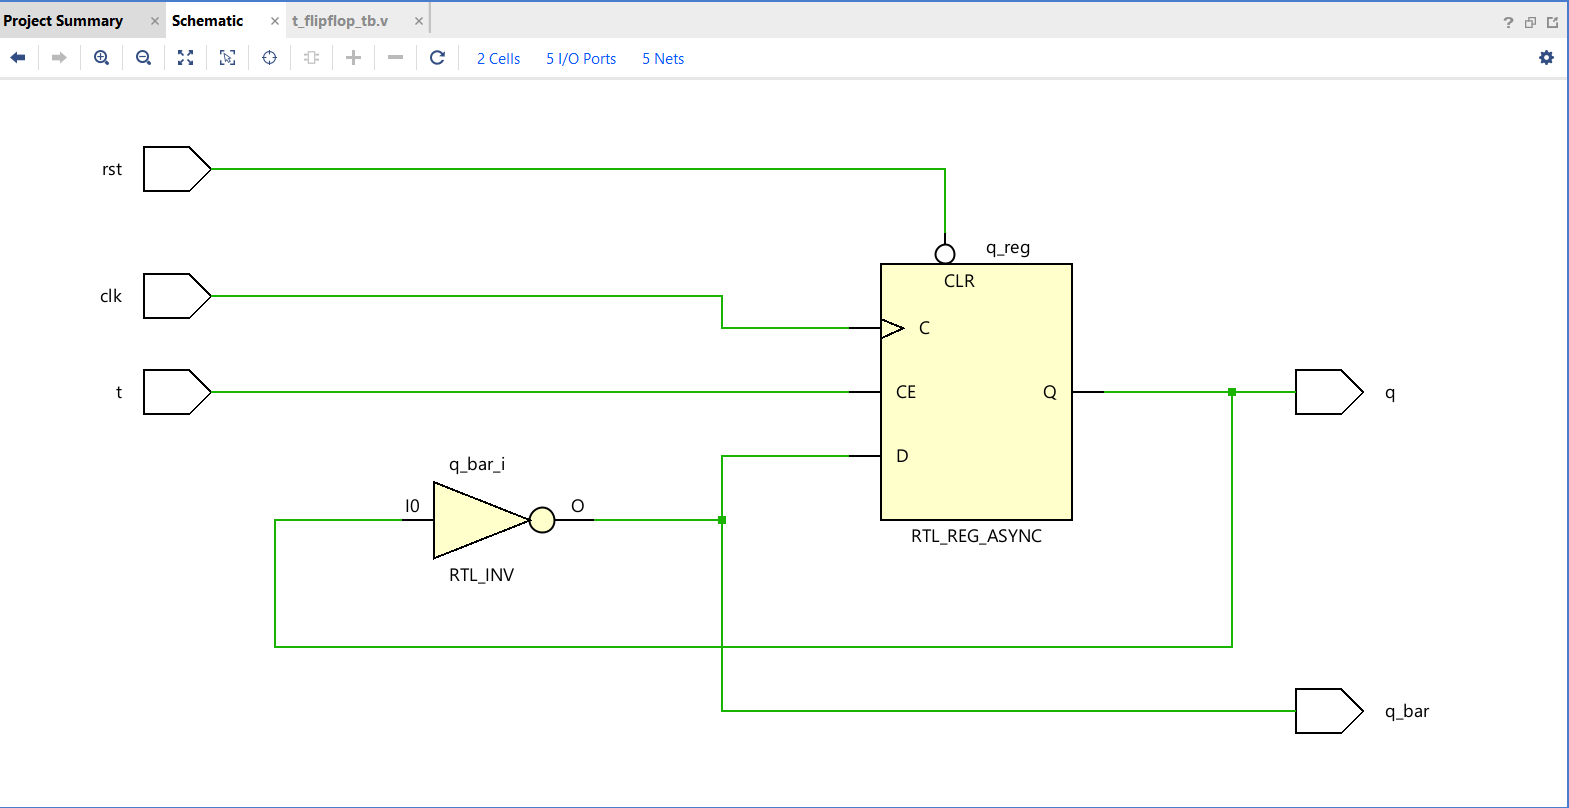 Project Summary × Schematic × t_flipflop_tb.v ×
?
2 Cells 5 I/O Ports 5 Nets
rst
q_reg
CLR
clk
C
t
CE
Q
q
D
q_bar_i
I0
O
RTL_REG_ASYNC
RTL_INV
q_bar